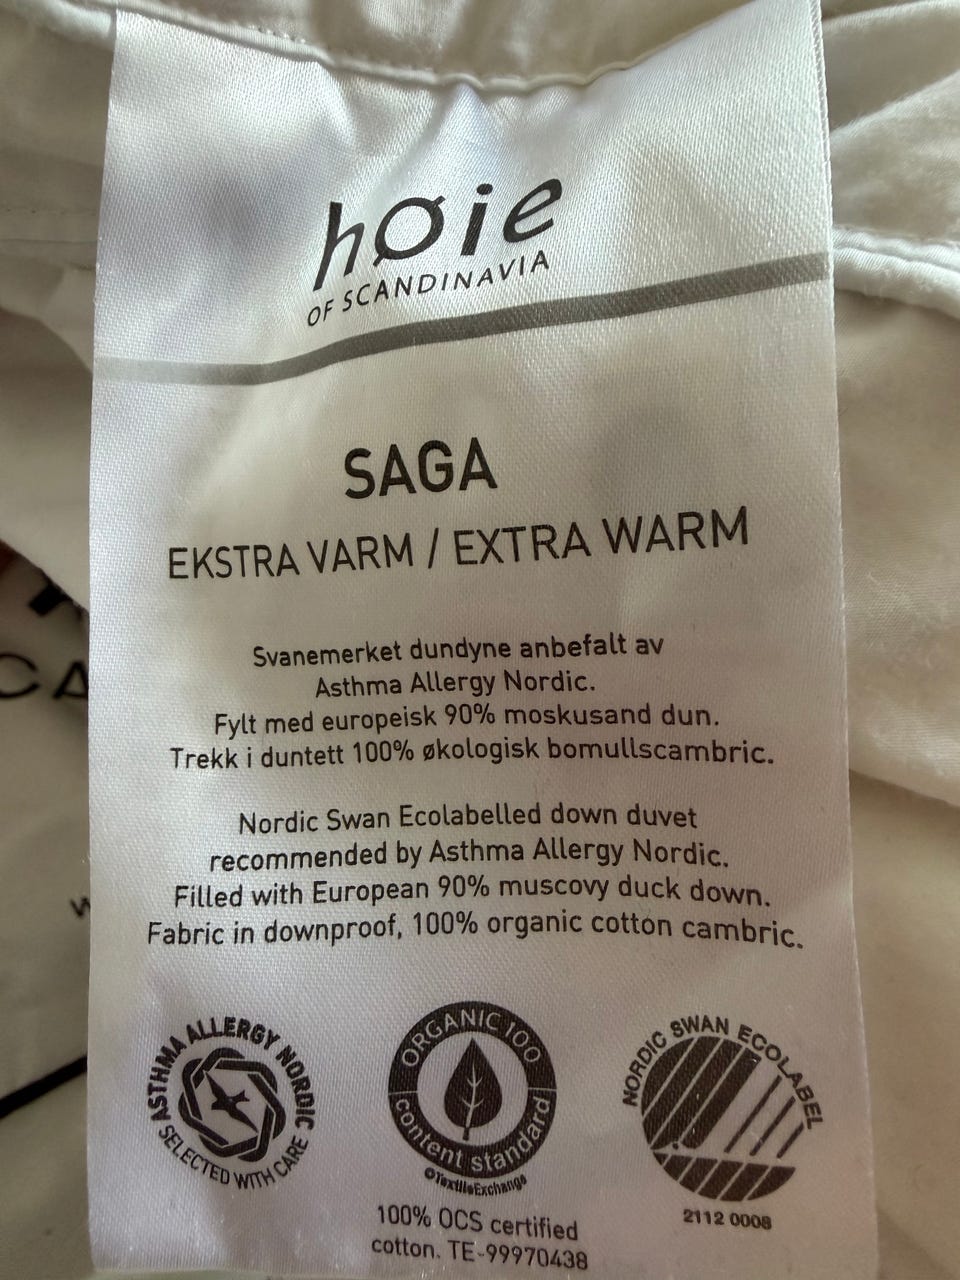 høie
OF SCANDINAVIA
SAGA
EKSTRA VARM / EXTRA WARM
Svanemerket dundyne anbefalt av
Asthma Allergy Nordic.
Fylt med europeisk 90% moskusand dun.
Trekk i duntett 100% økologisk bomullscambric.
Nordic Swan Ecolabelled down duvet
recommended by Asthma Allergy Nordic.
Filled with European 90% muscovy duck down.
Fabric in downproof, 100% organic cotton cambric.
ASTHMA ALLERGY NORDIC
SELECTED WITH CARE
ORGANIC 100
content standard
©TextileExchange
100% OCS certified
cotton. TE-99970438
NORDIC SWAN ECOLABEL
2112 0008